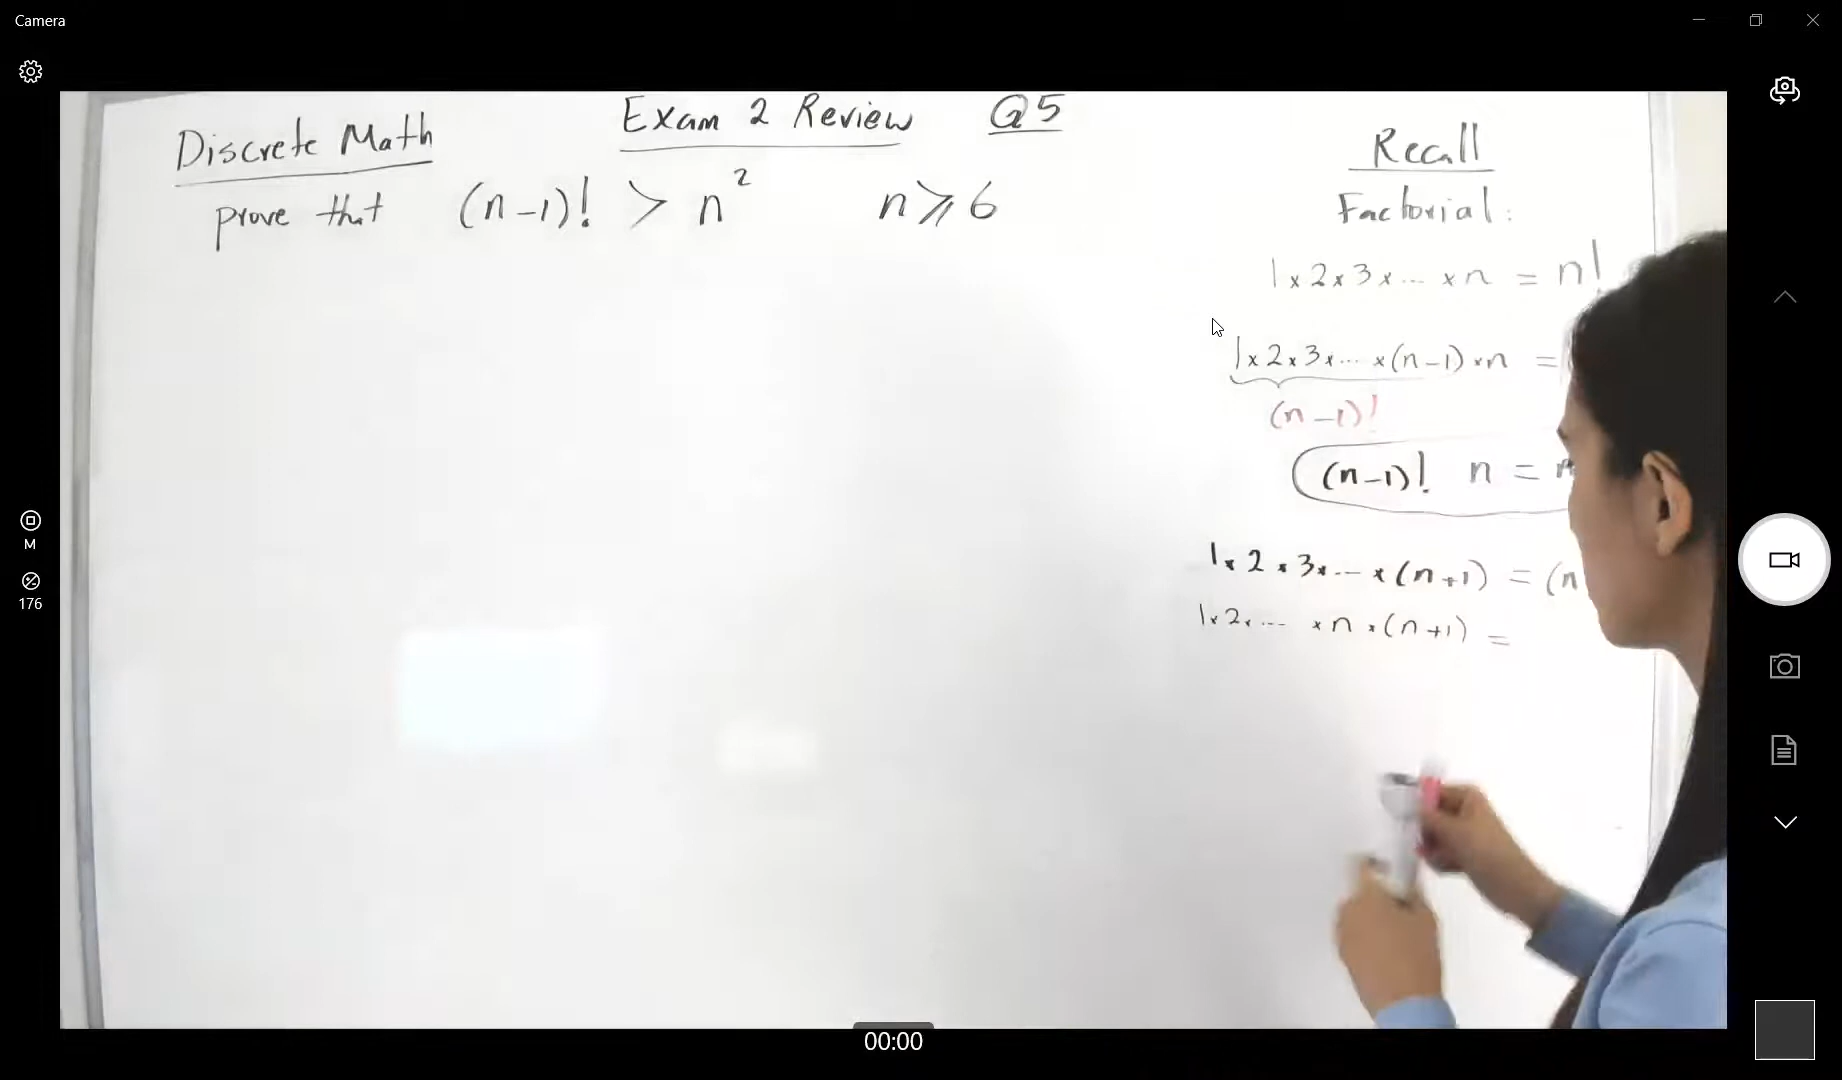 Camera
Discrete Math
Exam 2 Review Q5
prove that (n-1)! > n² n ⩾ 6
Recall
Factorial:
1 x 2 x 3 x ... x n = n!
1 x 2 x 3 x ... x (n-1) x n =
(n-1)!
(n-1)! n = n
1 x 2 x 3 x ... x (n+1) = (n
1 x 2 x ... x n x (n+1) =
M
176
00:00